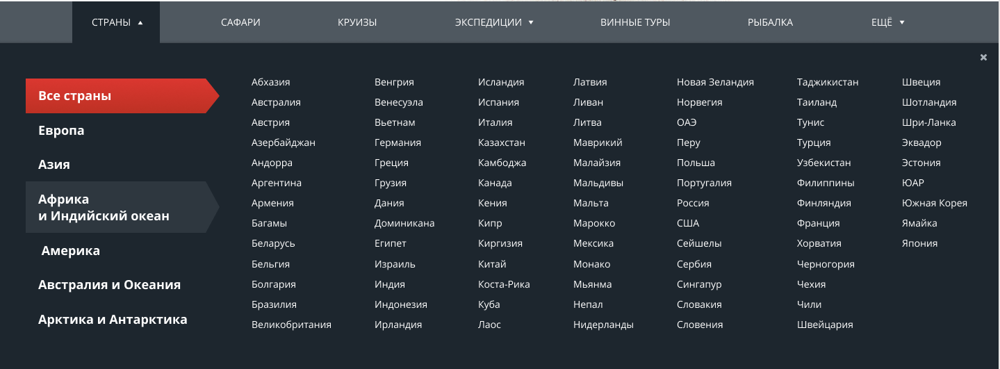 СТРАНЫ
САФАРИ
КРУИЗЫ
ЭКСПЕДИЦИИ
ВИННЫЕ ТУРЫ
РЫБАЛКА
ЕЩЁ
Все страны
Европа
Азия
Африка
и Индийский океан
Америка
Австралия и Океания
Арктика и Антарктика
Абхазия
Австралия
Австрия
Азербайджан
Андорра
Аргентина
Армения
Багамы
Беларусь
Бельгия
Болгария
Бразилия
Великобритания
Венгрия
Венесуэла
Вьетнам
Германия
Греция
Грузия
Дания
Доминикана
Египет
Израиль
Индия
Индонезия
Ирландия
Исландия
Испания
Италия
Казахстан
Камбоджа
Канада
Кения
Кипр
Киргизия
Китай
Коста-Рика
Куба
Лаос
Латвия
Ливан
Литва
Маврикий
Малайзия
Мальдивы
Мальта
Марокко
Мексика
Монако
Мьянма
Непал
Нидерланды
Новая Зеландия
Норвегия
ОАЭ
Перу
Польша
Португалия
Россия
США
Сейшелы
Сербия
Сингапур
Словакия
Словения
Таджикистан
Таиланд
Тунис
Турция
Узбекистан
Филиппины
Финляндия
Франция
Хорватия
Черногория
Чехия
Чили
Швейцария
Швеция
Шотландия
Шри-Ланка
Эквадор
Эстония
ЮАР
Южная Корея
Ямайка
Япония